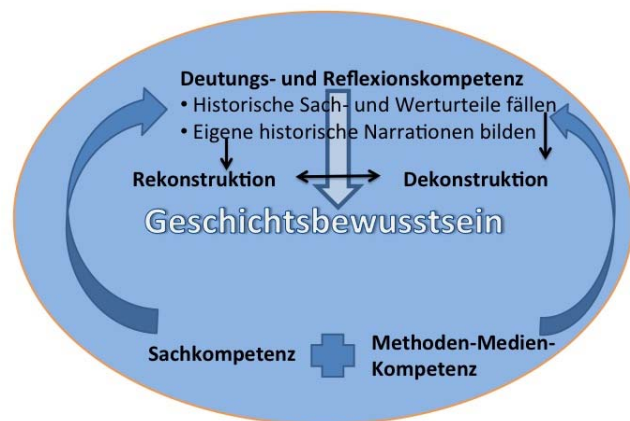 Deutungs- und Reflexionskompetenz
• Historische Sach- und Werturteile fällen
• Eigene historische Narrationen bilden
Rekonstruktion Dekonstruktion
Geschichtsbewusstsein
Sachkompetenz
Methoden-Medien-
Kompetenz